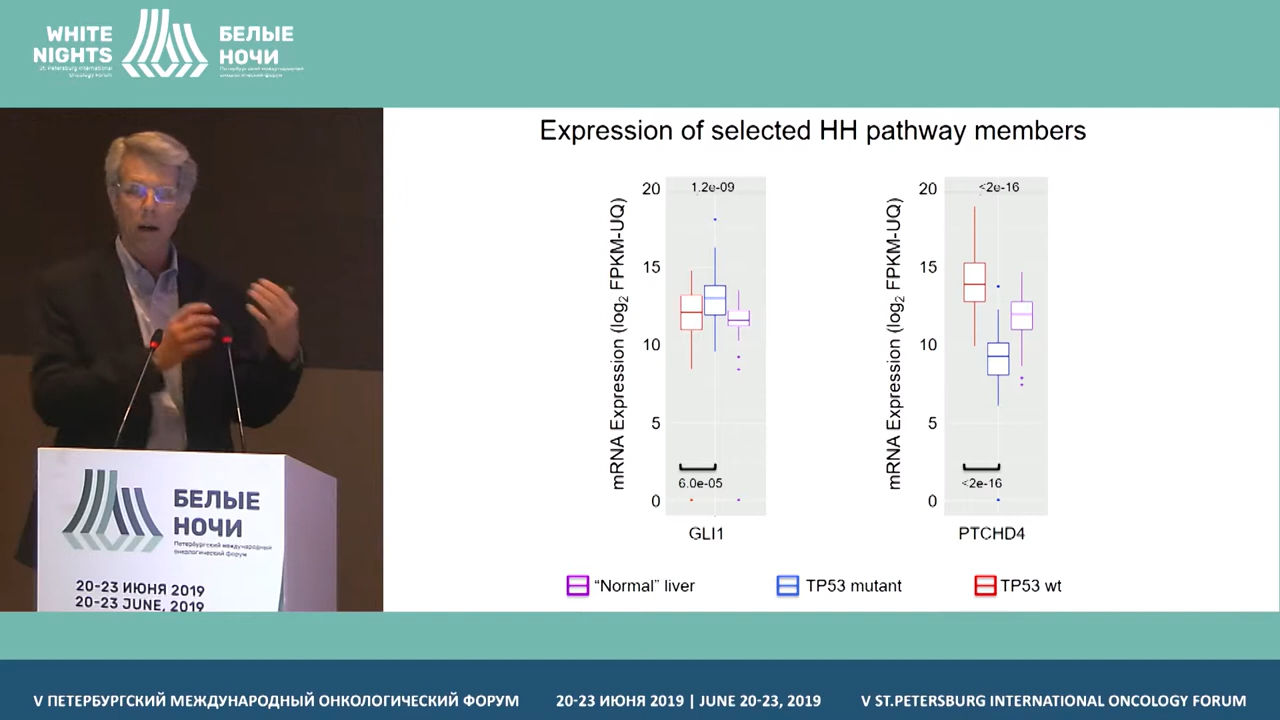 WHITE
NIGHTS
St. Petersburg International
Oncology Forum
БЕЛЫЕ
НОЧИ
Петербургский международный
онкологический форум
Expression of selected HH pathway members
mRNA Expression (log2 FPKM-UQ)
20
15
10
5
0
1.2e-09
6.0e-05
GLI1
mRNA Expression (log2 FPKM-UQ)
20
15
10
5
0
<2e-16
<2e-16
PTCHD4
“Normal” liver
TP53 mutant
TP53 wt
БЕЛЫЕ
НОЧИ
Петербургский международный
онкологический форум
20-23 ИЮНЯ 2019
20-23 JUNE, 2019
V ПЕТЕРБУРГСКИЙ МЕЖДУНАРОДНЫЙ ОНКОЛОГИЧЕСКИЙ ФОРУМ
20-23 ИЮНЯ 2019 | JUNE 20-23, 2019
V ST.PETERSBURG INTERNATIONAL ONCOLOGY FORUM